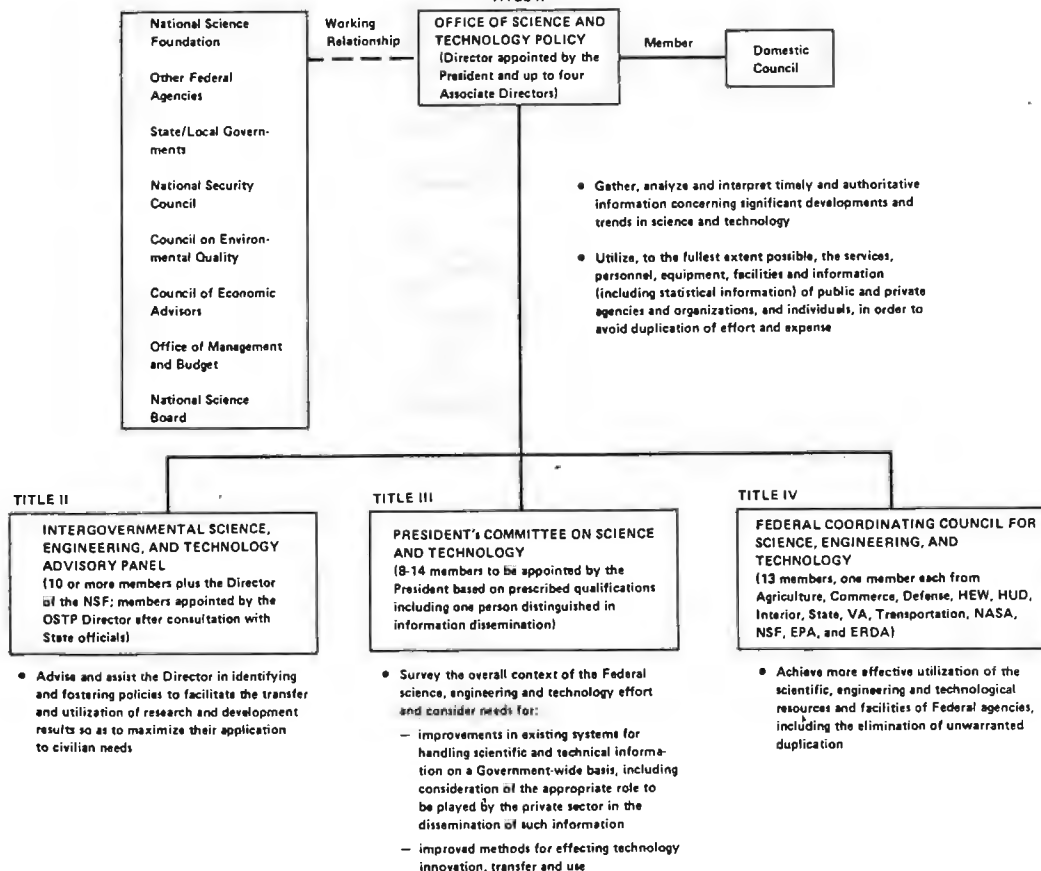 National Science
Foundation
Other Federal
Agencies
State/Local Govern-
ments
National Security
Council
Council on Environ-
mental Quality
Council of Economic
Advisors
Office of Management
and Budget
National Science
Board
Working
Relationship
OFFICE OF SCIENCE AND
TECHNOLOGY POLICY
(Director appointed by the
President and up to four
Associate Directors)
Member
Domestic
Council
• Gather, analyze and interpret timely and authoritative
information concerning significant developments and
trends in science and technology
• Utilize, to the fullest extent possible, the services,
personnel, equipment, facilities and information
(including statistical information) of public and private
agencies and organizations, and individuals, in order to
avoid duplication of effort and expense
TITLE II
INTERGOVERNMENTAL SCIENCE,
ENGINEERING, AND TECHNOLOGY
ADVISORY PANEL
(10 or more members plus the Director
of the NSF; members appointed by the
OSTP Director after consultation with
State officials)
• Advise and assist the Director in identifying
and fostering policies to facilitate the transfer
and utilization of research and development
results so as to maximize their application
to civilian needs
TITLE III
PRESIDENT's COMMITTEE ON SCIENCE
AND TECHNOLOGY
(8-14 members to be appointed by the
President based on prescribed qualifications
including one person distinguished in
information dissemination)
• Survey the overall context of the Federal
science, engineering and technology effort
and consider needs for:
— improvements in existing systems for
handling scientific and technical informa-
tion on a Government-wide basis, including
consideration of the appropriate role to
be played by the private sector in the
dissemination of such information
— improved methods for effecting technology
innovation, transfer and use
TITLE IV
FEDERAL COORDINATING COUNCIL FOR
SCIENCE, ENGINEERING, AND
TECHNOLOGY
(13 members, one member each from
Agriculture, Commerce, Defense, HEW, HUD,
Interior, State, VA, Transportation, NASA,
NSF, EPA, and ERDA)
• Achieve more effective utilization of the
scientific, engineering and technological
resources and facilities of Federal agencies,
including the elimination of unwarranted
duplication